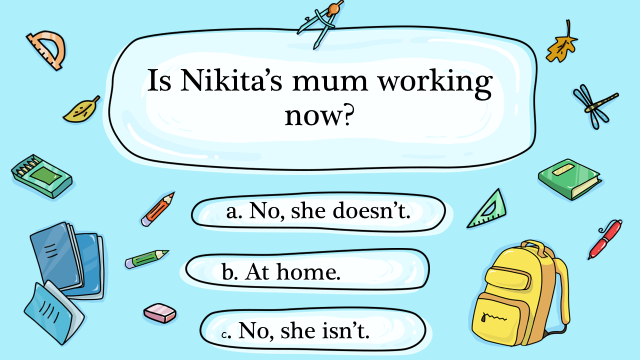 Is Nikita’s mum working
now?
a. No, she doesn’t.
b. At home.
c. No, she isn’t.